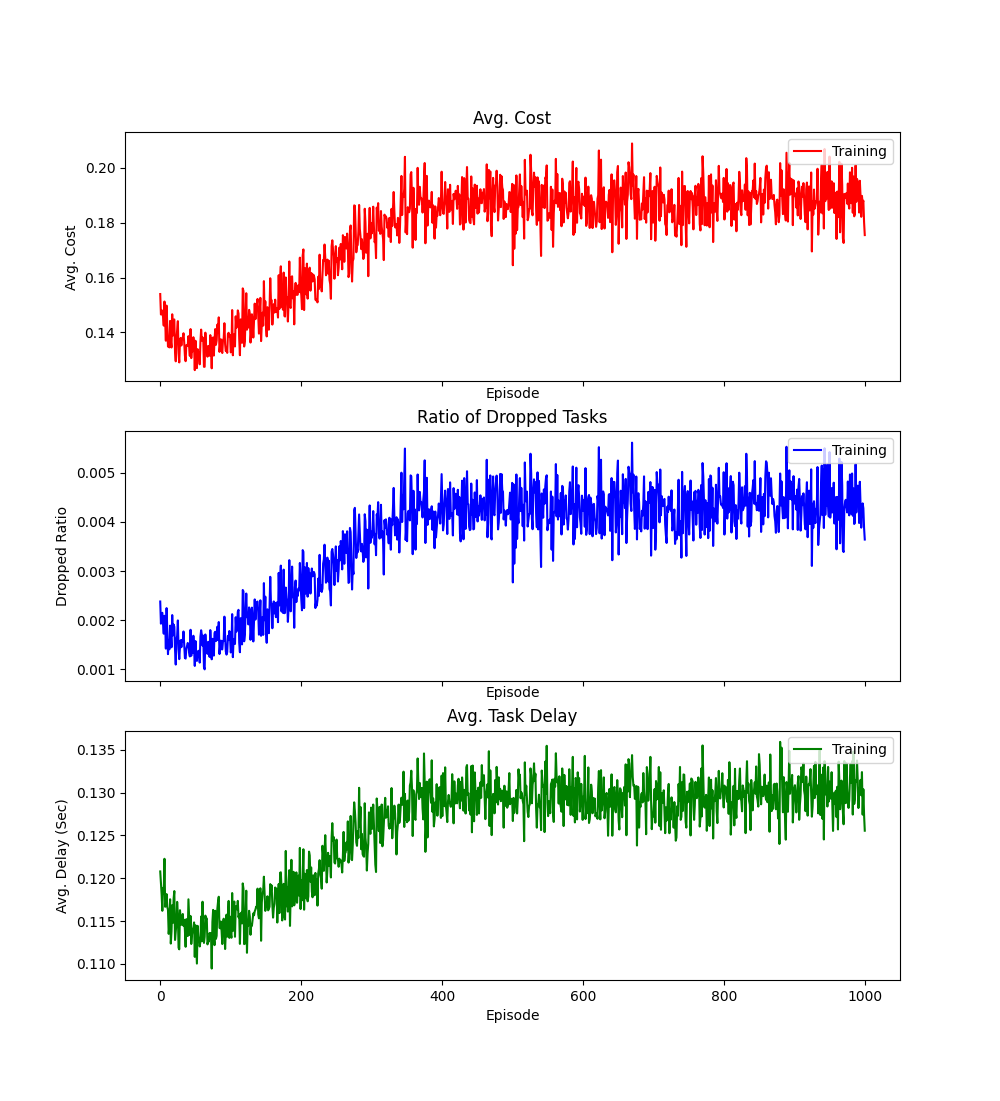 Avg. Cost
Training
0.20
0.18
0.16
0.14
Avg. Cost
Episode
Ratio of Dropped Tasks
Training
0.005
0.004
0.003
0.002
0.001
Dropped Ratio
Episode
Avg. Task Delay
Training
0.135
0.130
0.125
0.120
0.115
0.110
Avg. Delay (Sec)
0 200 400 600 800 1000
Episode